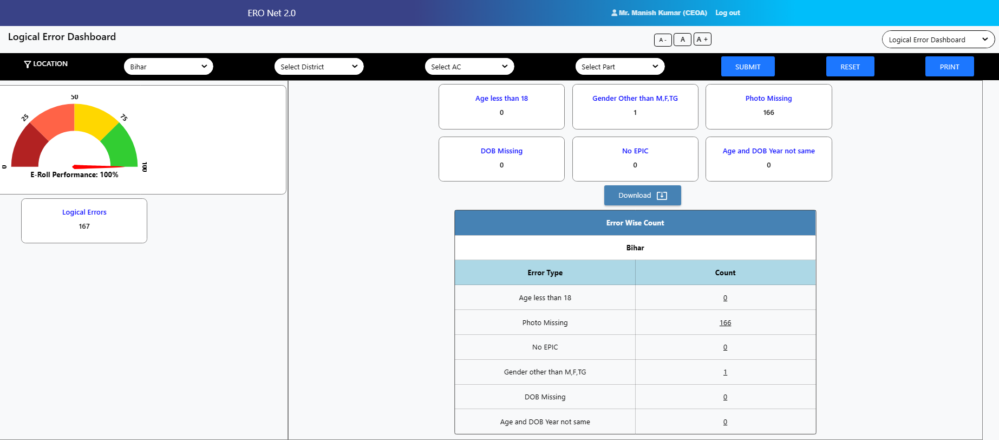 ERO Net 2.0
Mr. Manish Kumar (CEOA) Log out
Logical Error Dashboard
A - A A +
Logical Error Dashboard
LOCATION Bihar Select District Select AC Select Part SUBMIT RESET PRINT
0 25 50 75 100
E-Roll Performance: 100%
Logical Errors
167
Age less than 18
0
Gender Other than M,F,TG
1
Photo Missing
166
DOB Missing
0
No EPIC
0
Age and DOB Year not same
0
Download
Error Wise Count
Bihar
Error Type Count
Age less than 18 0
Photo Missing 166
No EPIC 0
Gender other than M,F,TG 1
DOB Missing 0
Age and DOB Year not same 0